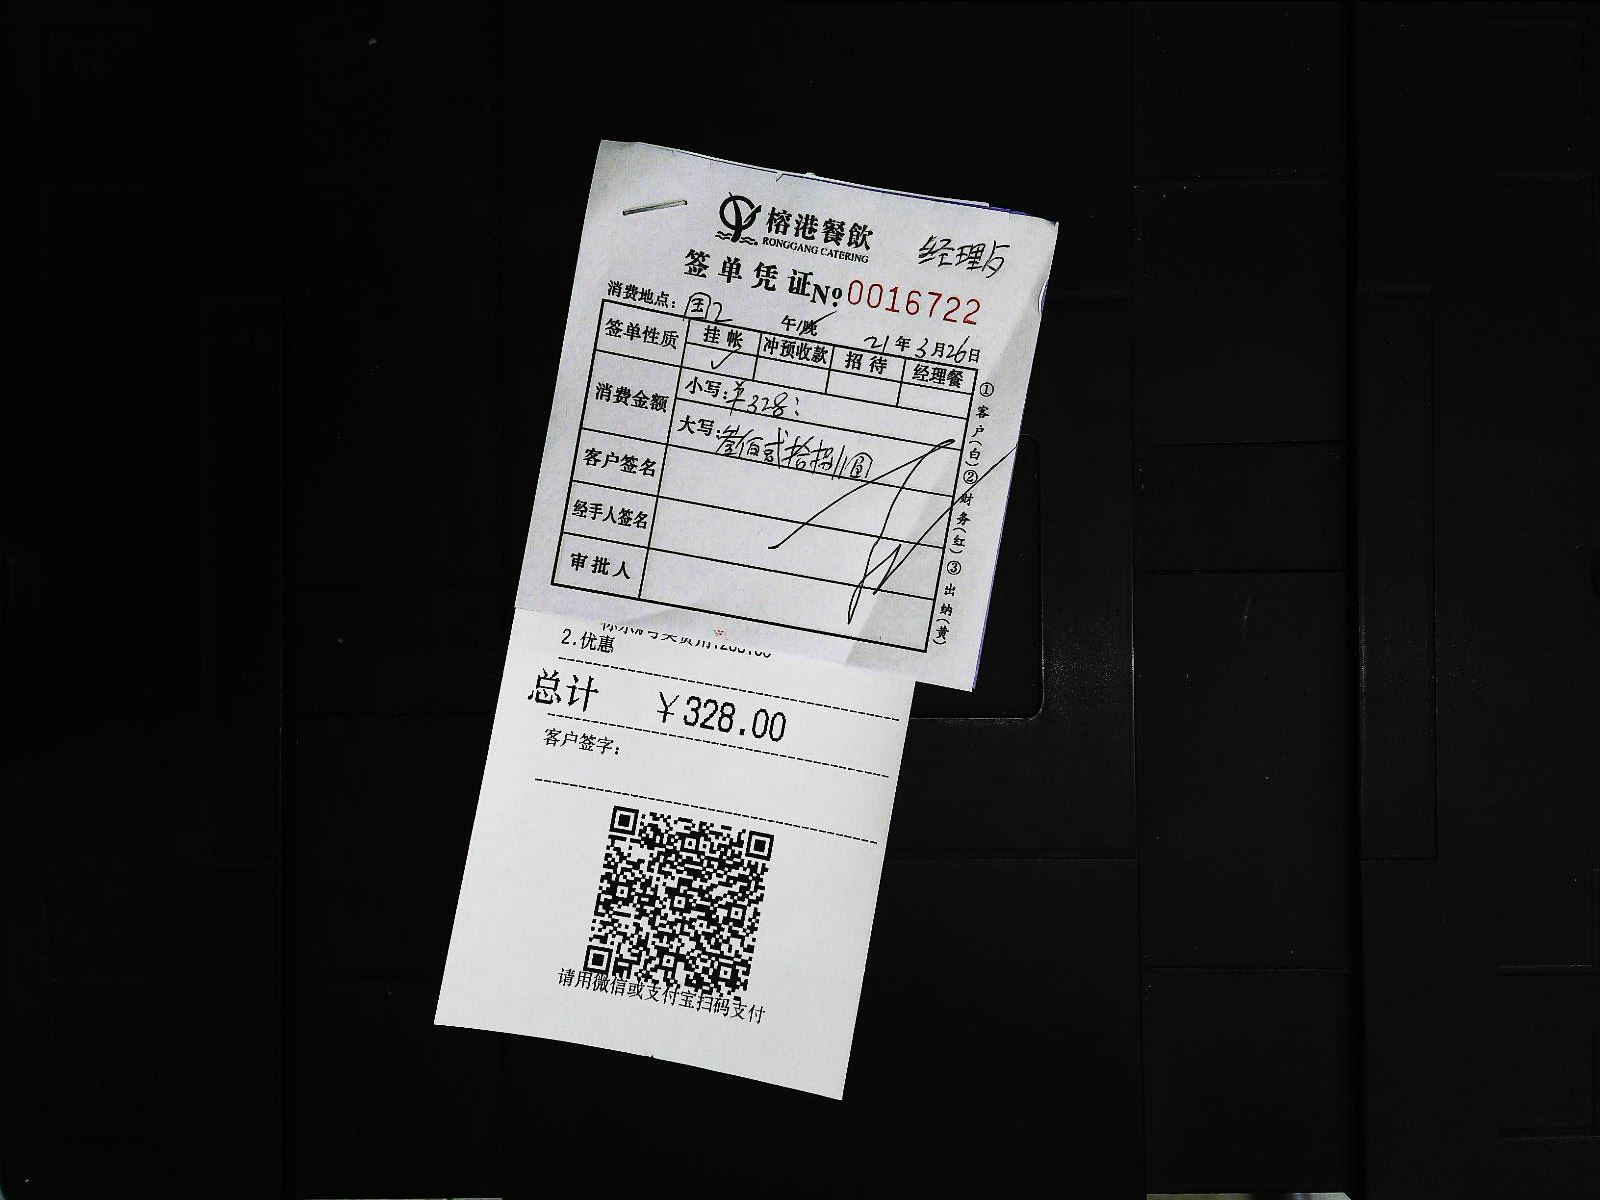 榕港餐飲
RONGGANG CATERING
签单凭证 № 0016722
消费地点: 国2 午/晚 21年3月26日
签单性质 挂帐 冲预收款 招待 经理餐
✓
消费金额 小写: ¥328:
大写: 叁佰贰拾捌圆
客户签名
经手人签名
审批人
①客户(白)②财务(红)③出纳(黄)
2.优惠
总计 ¥328.00
客户签字:
请用微信或支付宝扫码支付